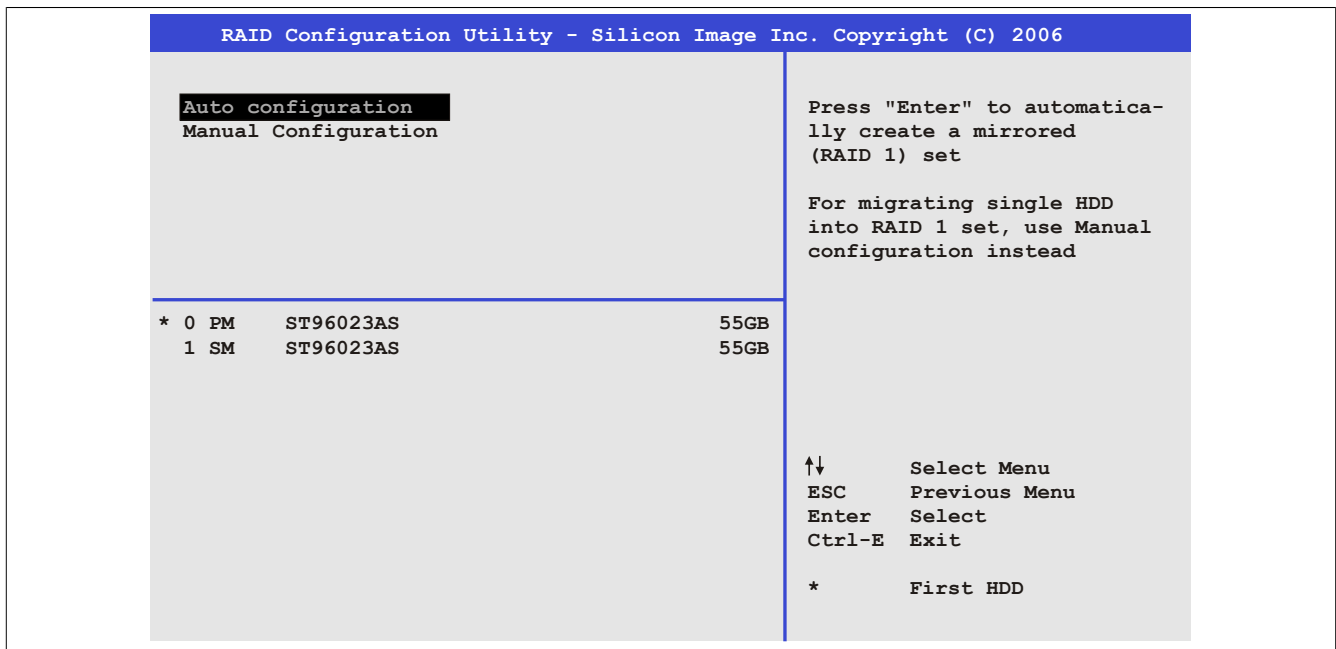 RAID Configuration Utility - Silicon Image Inc. Copyright (C) 2006
Auto configuration
Manual Configuration
Press "Enter" to automatica-
lly create a mirrored
(RAID 1) set
For migrating single HDD
into RAID 1 set, use Manual
configuration instead
* 0 PM ST96023AS 55GB
1 SM ST96023AS 55GB
↑↓ Select Menu
ESC Previous Menu
Enter Select
Ctrl-E Exit
* First HDD